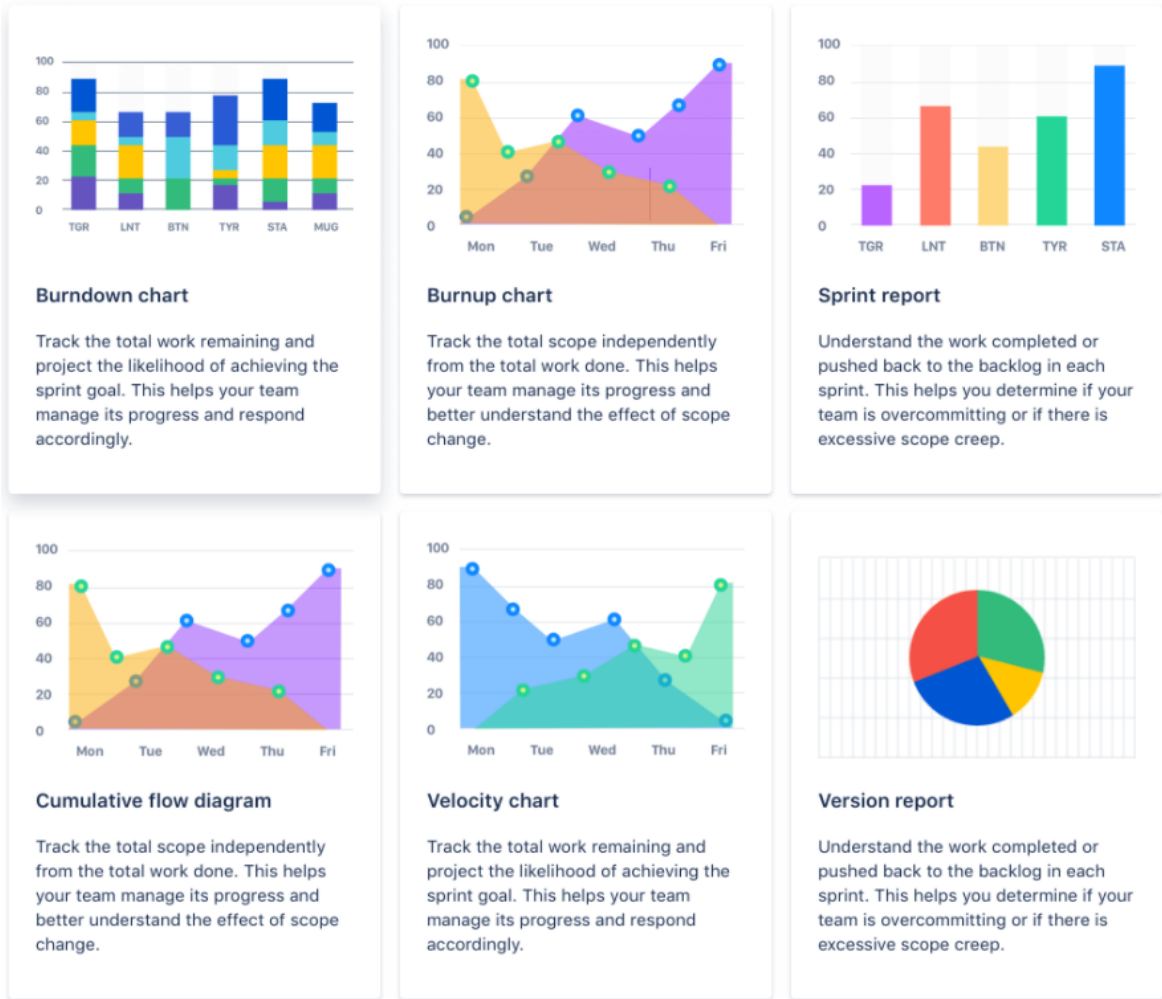 100
80
60
40
20
0
TGR LNT BTN TYR STA MUG
Burndown chart
Track the total work remaining and
project the likelihood of achieving the
sprint goal. This helps your team
manage its progress and respond
accordingly.
100
80
60
40
20
0
Mon Tue Wed Thu Fri
Burnup chart
Track the total scope independently
from the total work done. This helps
your team manage its progress and
better understand the effect of scope
change.
100
80
60
40
20
0
TGR LNT BTN TYR STA
Sprint report
Understand the work completed or
pushed back to the backlog in each
sprint. This helps you determine if your
team is overcommitting or if there is
excessive scope creep.
100
80
60
40
20
0
Mon Tue Wed Thu Fri
Cumulative flow diagram
Track the total scope independently
from the total work done. This helps
your team manage its progress and
better understand the effect of scope
change.
100
80
60
40
20
0
Mon Tue Wed Thu Fri
Velocity chart
Track the total work remaining and
project the likelihood of achieving the
sprint goal. This helps your team
manage its progress and respond
accordingly.
Version report
Understand the work completed or
pushed back to the backlog in each
sprint. This helps you determine if your
team is overcommitting or if there is
excessive scope creep.